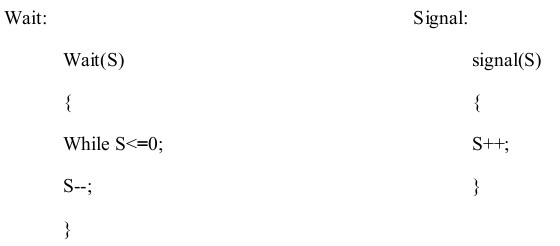 Wait: Signal:
Wait(S) signal(S)
{ {
While S<=0; S++;
S--; }
}